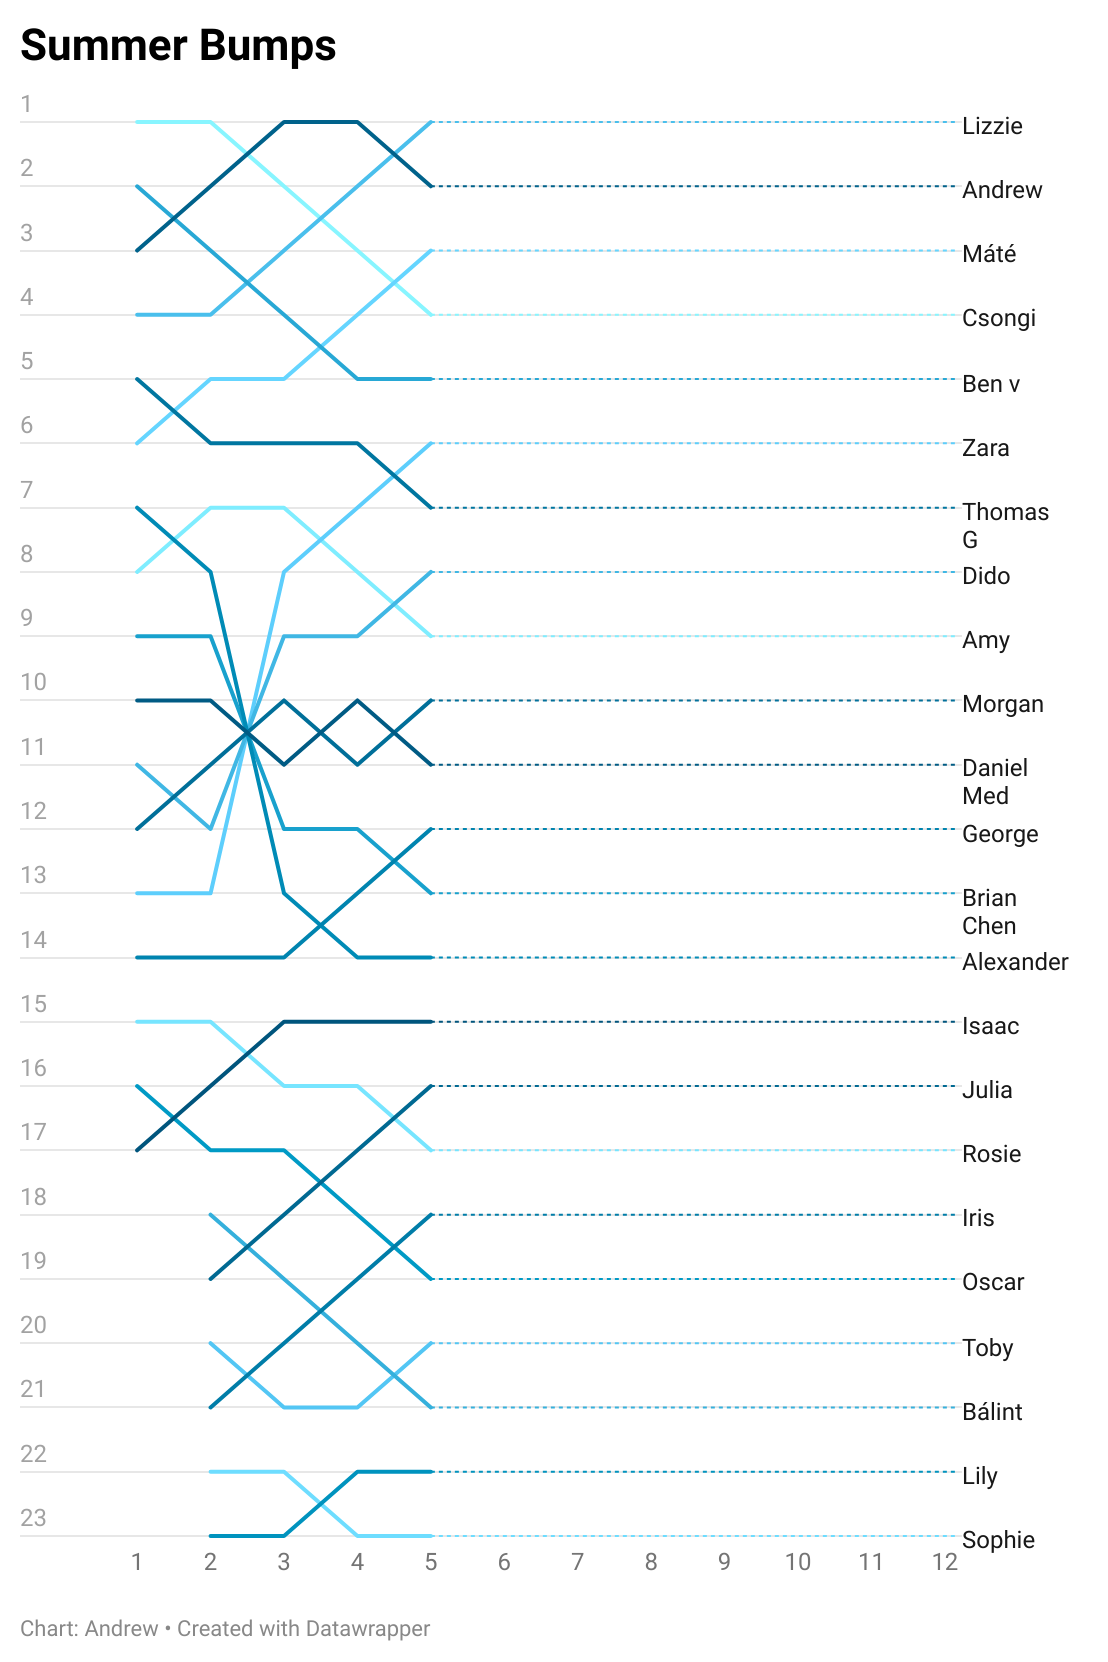 Summer Bumps
1
Lizzie
2
Andrew
3
Máté
4
Csongi
5
Ben v
6
Zara
7
Thomas
G
8
Dido
9
Amy
10
Morgan
11
Daniel
Med
12
George
13
Brian
Chen
14
Alexander
15
Isaac
16
Julia
17
Rosie
18
Iris
19
Oscar
20
Toby
21
Bálint
22
Lily
23
Sophie
1 2 3 4 5 6 7 8 9 10 11 12
Chart: Andrew • Created with Datawrapper